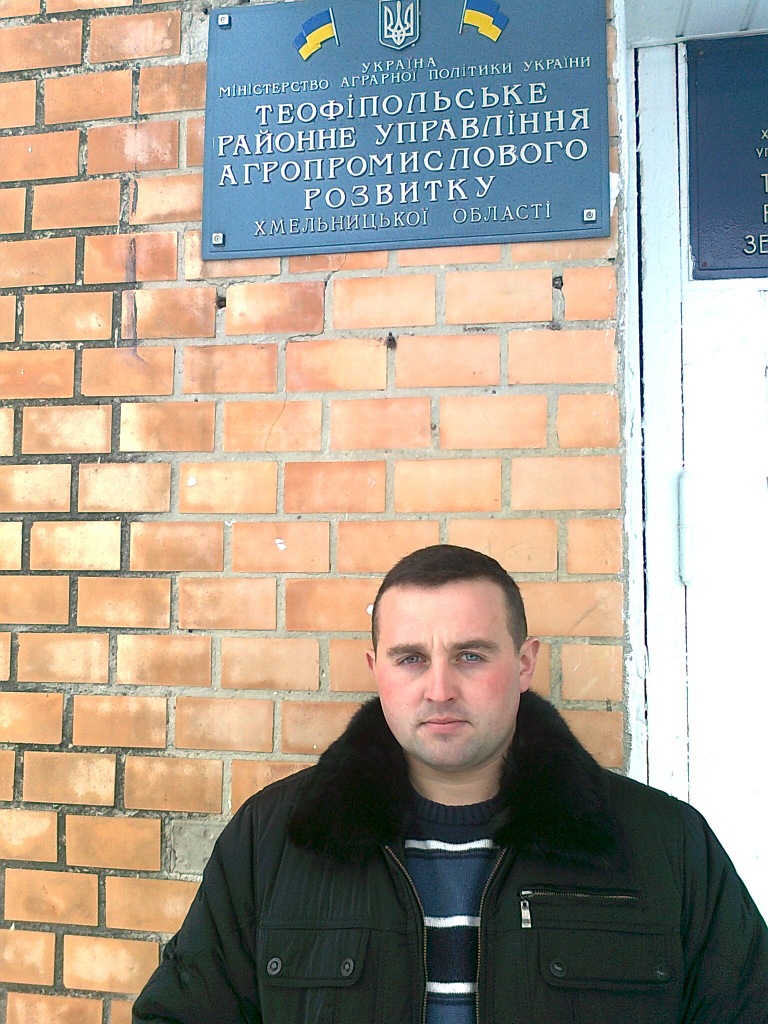 УКРАЇНА
МІНІСТЕРСТВО АГРАРНОЇ ПОЛІТИКИ УКРАЇНИ
ТЕОФІПОЛЬСЬКЕ
РАЙОННЕ УПРАВЛІННЯ
АГРОПРОМИСЛОВОГО
РОЗВИТКУ
ХМЕЛЬНИЦЬКОЇ ОБЛАСТІ